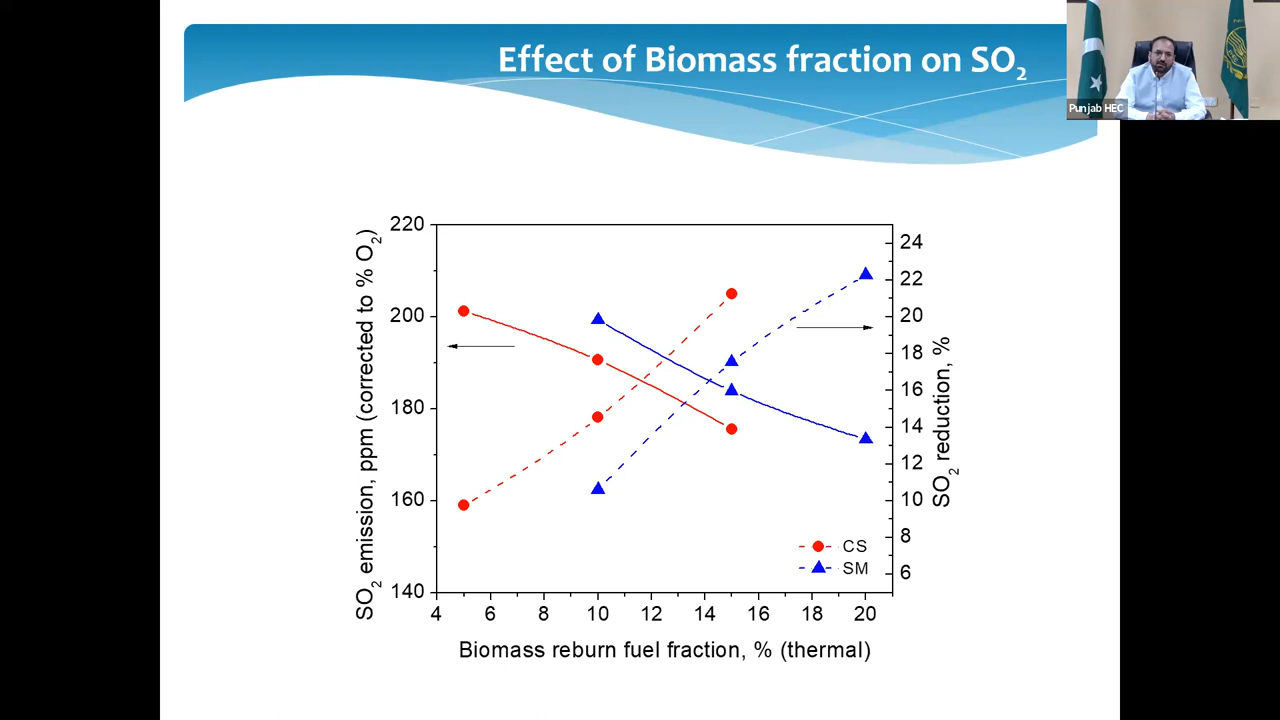 Effect of Biomass fraction on SO₂
Punjab HEC
SO₂ emission, ppm (corrected to % O₂)
220
200
180
160
140
24
22
20
18
16
14
12
10
8
6
SO₂ reduction, %
CS
SM
4 6 8 10 12 14 16 18 20
Biomass reburn fuel fraction, % (thermal)